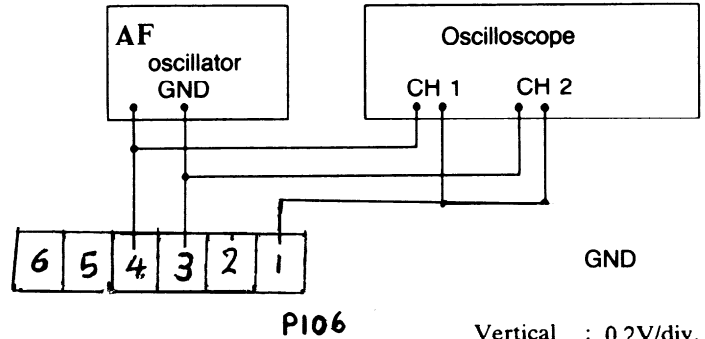 AF
oscillator
GND
Oscilloscope
CH 1 CH 2
6 5 4 3 2 1
GND
P106
Vertical : 0.2V/div.